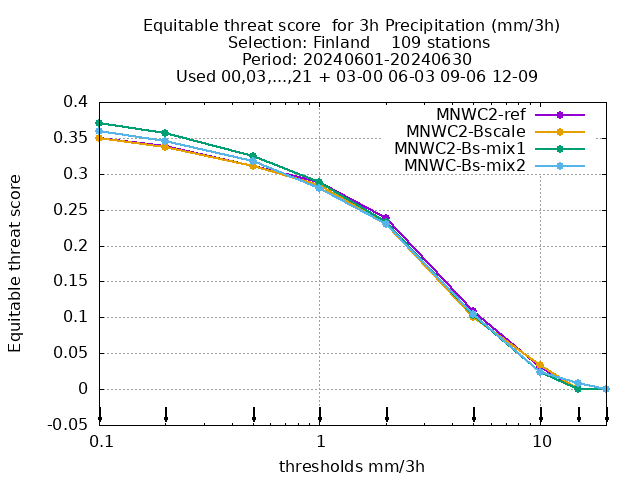 Equitable threat score  for 3h Precipitation (mm/3h)
Selection: Finland    109 stations
Period: 20240601-20240630
Used 00,03,...,21 + 03-00 06-03 09-06 12-09
MNWC2-ref
MNWC2-Bscale
MNWC2-Bs-mix1
MNWC-Bs-mix2
Equitable threat score
0.4
0.35
0.3
0.25
0.2
0.15
0.1
0.05
0
-0.05
0.1
1
10
thresholds mm/3h